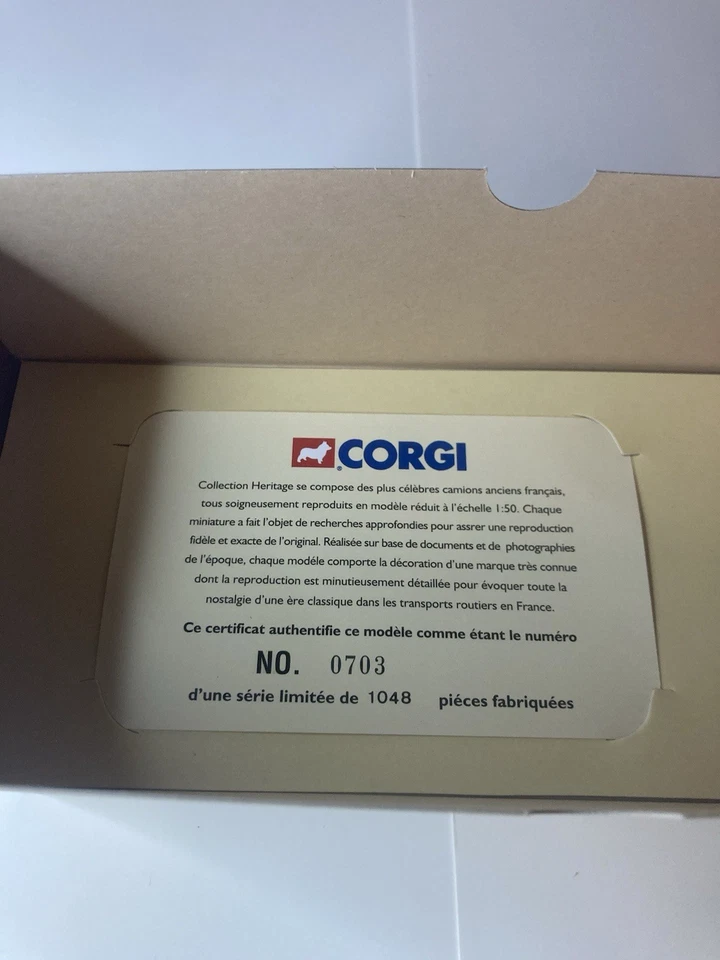 CORGI
Collection Heritage se compose des plus célèbres camions anciens français,
tous soigneusement reproduits en modèle réduit à l'échelle 1:50. Chaque
miniature a fait l'objet de recherches approfondies pour assrer une reproduction
fidèle et exacte de l'original. Réalisée sur base de documents et de photographies
de l'époque, chaque modéle comporte la décoration d'une marque très connue
dont la reproduction est minutieusement détaillée pour évoquer toute la
nostalgie d'une ère classique dans les transports routiers en France.
Ce certificat authentifie ce modèle comme étant le numéro
NO. 0703
d'une série limitée de 1048 piéces fabriquées